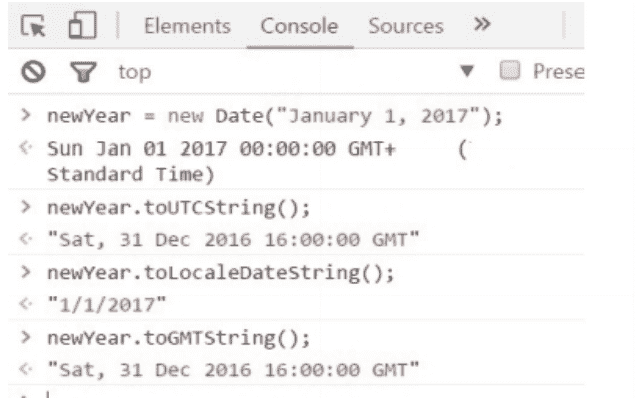 Elements Console Sources »
top ▼ Prese
> newYear = new Date("January 1, 2017");
Sun Jan 01 2017 00:00:00 GMT+ (
Standard Time)
> newYear.toUTCString();
"Sat, 31 Dec 2016 16:00:00 GMT"
> newYear.toLocaleDateString();
"1/1/2017"
> newYear.toGMTString();
"Sat, 31 Dec 2016 16:00:00 GMT"